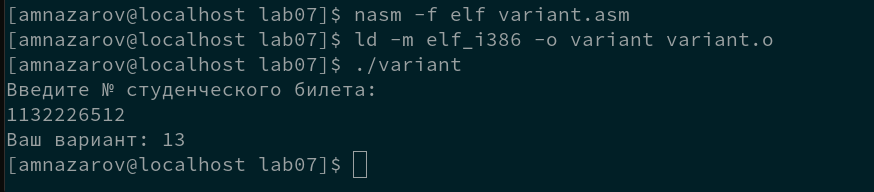 [amnazarov@localhost lab07]$ nasm -f elf variant.asm
[amnazarov@localhost lab07]$ ld -m elf_i386 -o variant variant.o
[amnazarov@localhost lab07]$ ./variant
Введите № студенческого билета:
1132226512
Ваш вариант: 13
[amnazarov@localhost lab07]$